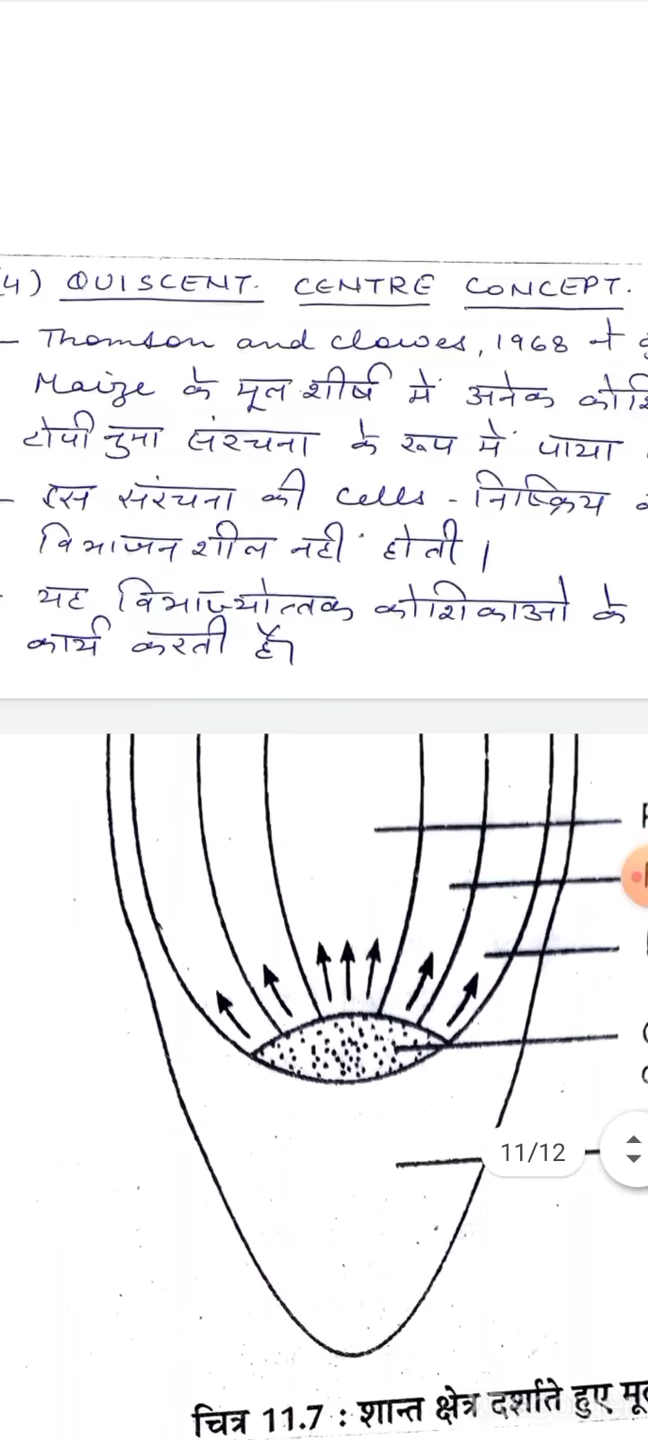 (4) QUISCENT. CENTRE CONCEPT.
– Thomson and Clowes, 1968 ने
Maize के मूल शीर्ष में अनेक
टोपी नुमा संरचना के रूप में पाया
– इस संरचना की cells - निष्क्रिय
विभाजन शील नही होती |
यह विभाज्योत्तक कोशिकाओ के
कार्य करती है।
11/12
चित्र 11.7 : शान्त क्षेत्र दर्शाते हुए